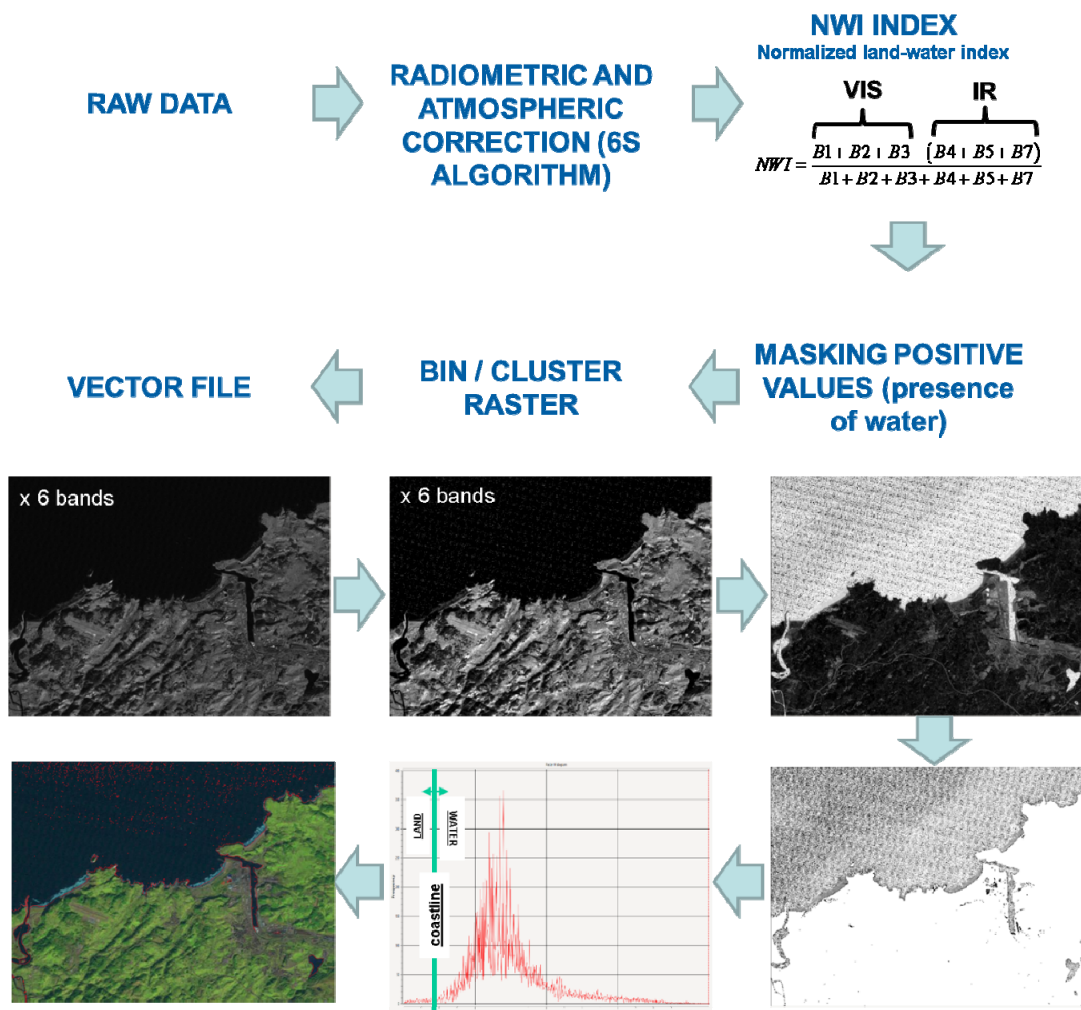 RAW DATA
RADIOMETRIC AND
ATMOSPHERIC
CORRECTION (6S
ALGORITHM)
NWI INDEX
Normalized land-water index
VIS IR
NWI = B1 + B2 + B3 (B4 + B5 + B7)
B1 + B2 + B3 + B4 + B5 + B7
MASKING POSITIVE
VALUES (presence
of water)
BIN / CLUSTER
RASTER
VECTOR FILE
x 6 bands
x 6 bands
LAND
WATER
coastline